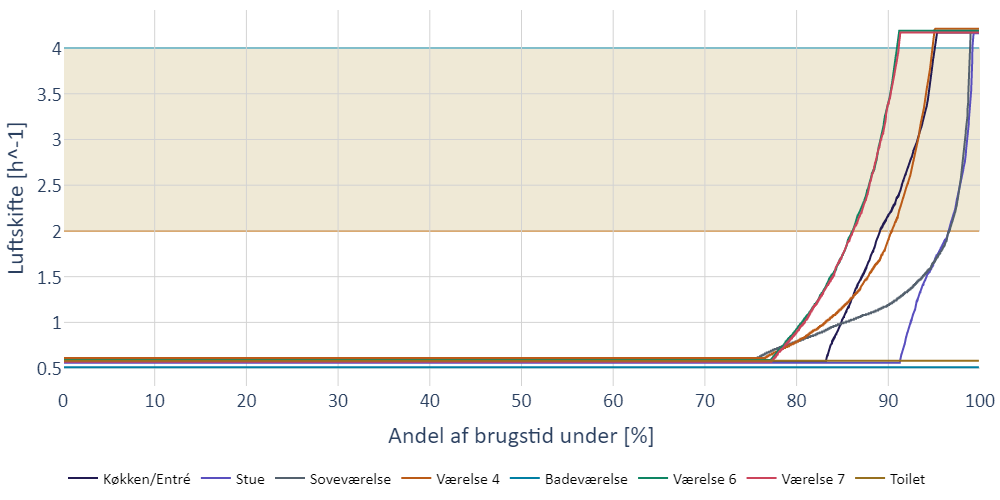 Luftskifte [h^-1]
4
3.5
3
2.5
2
1.5
1
0.5
0 10 20 30 40 50 60 70 80 90 100
Andel af brugstid under [%]
Køkken/Entré Stue Soveværelse Værelse 4 Badeværelse Værelse 6 Værelse 7 Toilet